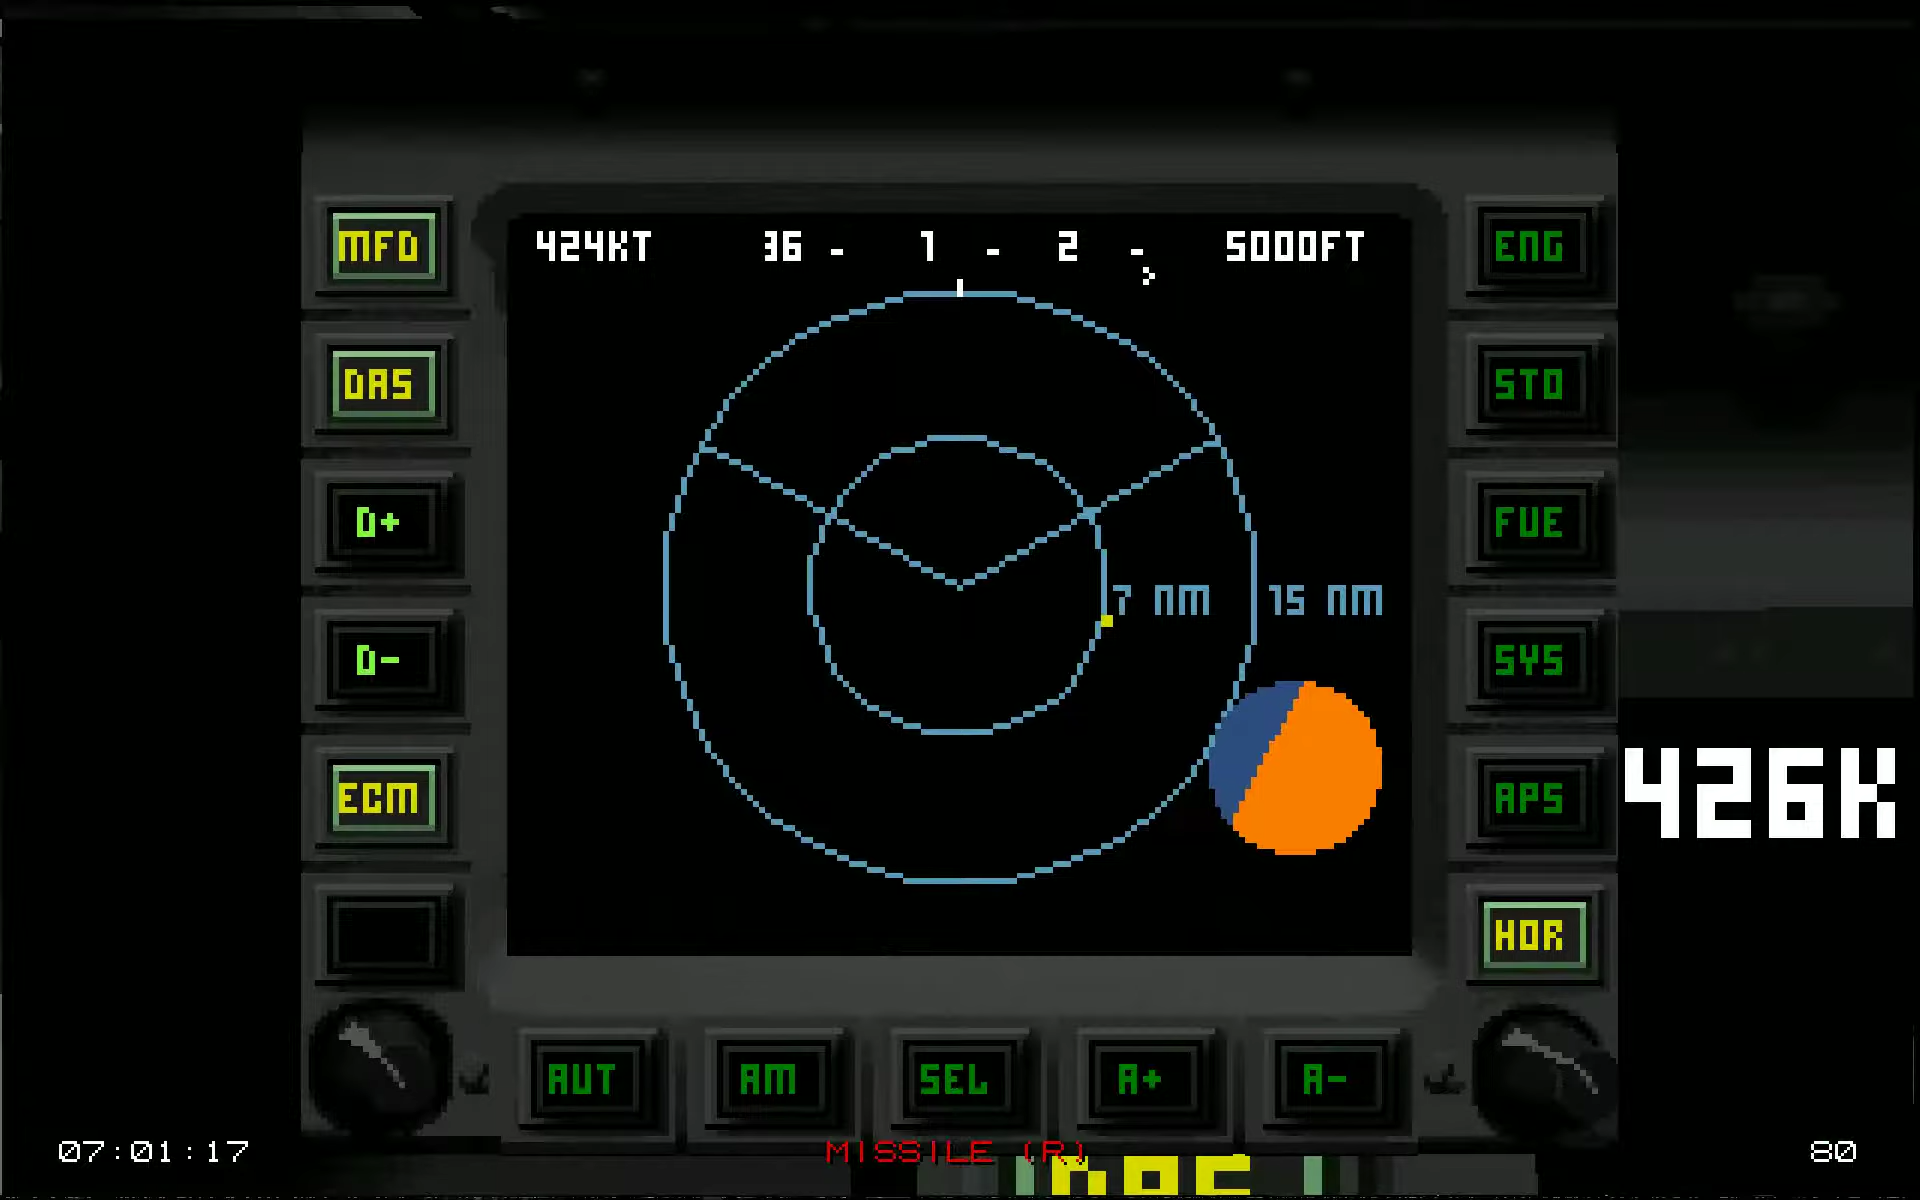 MFD
424KT 36 - 1 - 2 - 5000FT
>
ENG
DAS
STO
D+
FUE
7 nm 15 nm
D-
SYS
ECM
APS
426K
HOR
AUT AM SEL A+ A-
07:01:17 MISSILE (R) 80